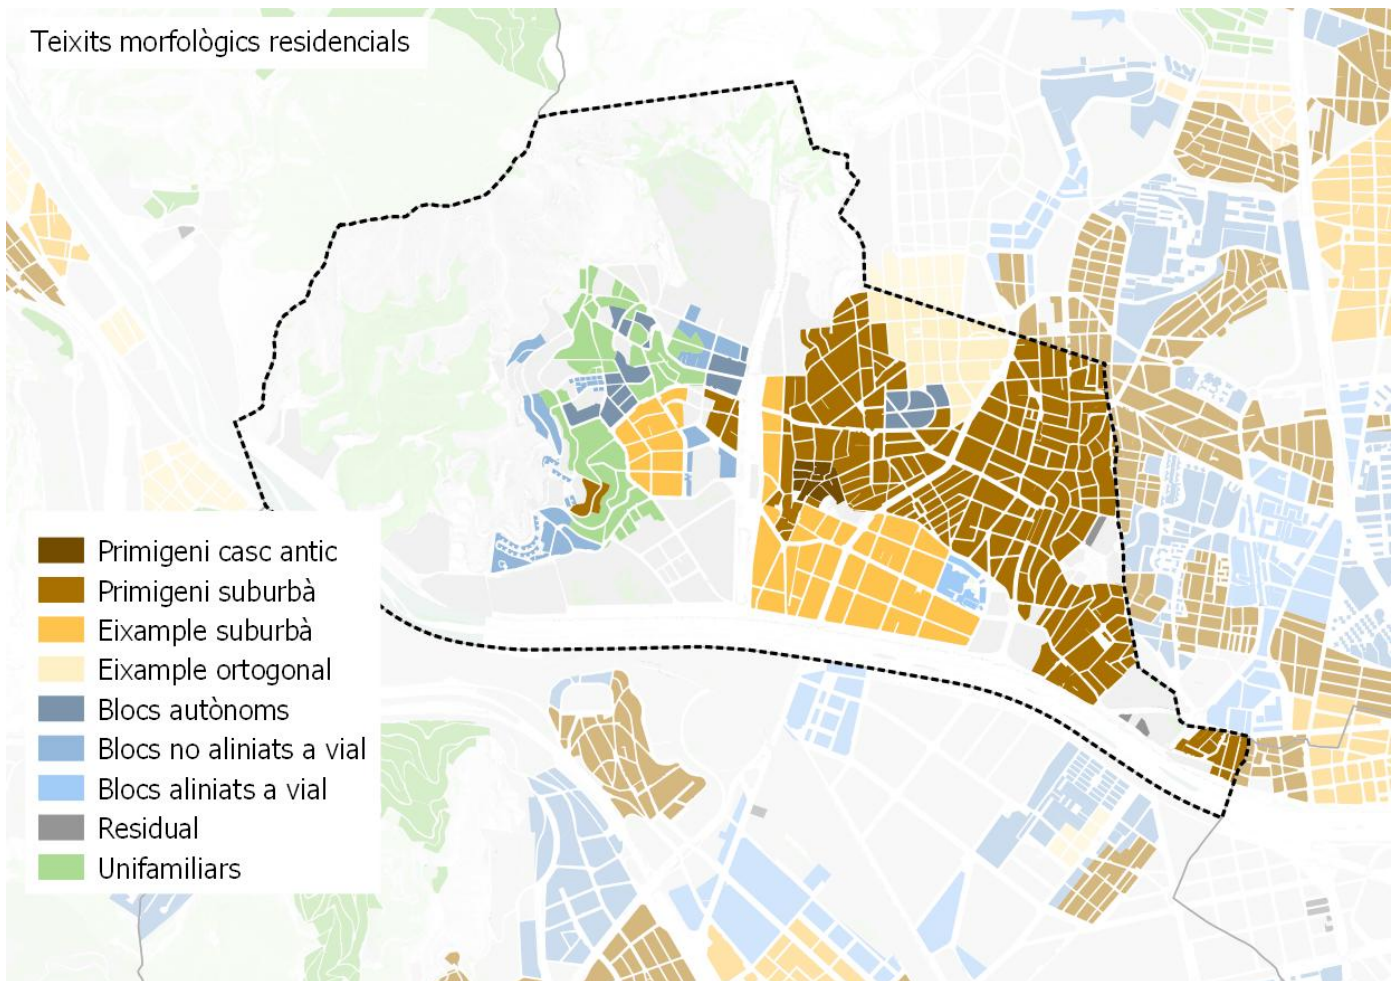 Teixits morfològics residencials
Primigeni casc antic
Primigeni suburbà
Eixample suburbà
Eixample ortogonal
Blocs autònoms
Blocs no aliniats a vial
Blocs aliniats a vial
Residual
Unifamiliars